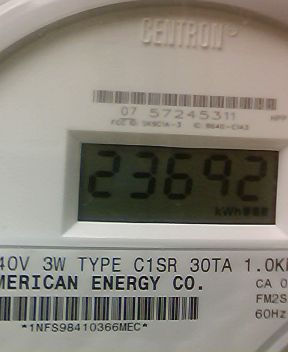 CENTRON
07 57245311
23692
kWh
40V 3W TYPE C1SR 30TA 1.0K
MERICAN ENERGY CO.
CA 0
FM2S
60Hz
*1NFS98410366MEC*